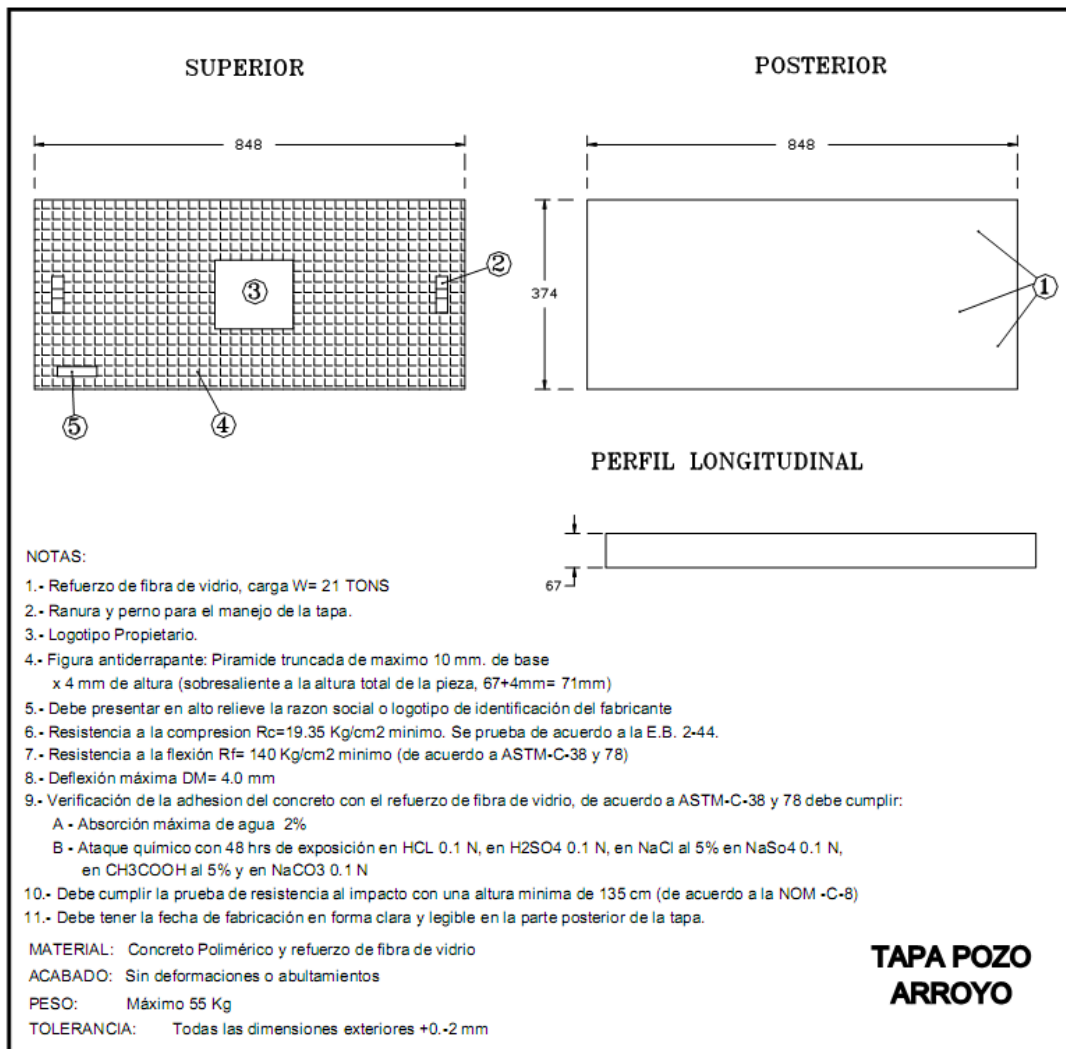 SUPERIOR
POSTERIOR
848
848
2
3
374
1
5
4
PERFIL LONGITUDINAL
67
NOTAS:
1.- Refuerzo de fibra de vidrio, carga W= 21 TONS
2.- Ranura y perno para el manejo de la tapa.
3.- Logotipo Propietario.
4.- Figura antiderrapante: Piramide truncada de maximo 10 mm. de base
x 4 mm de altura (sobresaliente a la altura total de la pieza, 67+4mm= 71mm)
5.- Debe presentar en alto relieve la razon social o logotipo de identificación del fabricante
6.- Resistencia a la compresion Rc=19.35 Kg/cm2 minimo. Se prueba de acuerdo a la E.B. 2-44.
7.- Resistencia a la flexión Rf= 140 Kg/cm2 minimo (de acuerdo a ASTM-C-38 y 78)
8.- Deflexión máxima DM= 4.0 mm
9.- Verificación de la adhesion del concreto con el refuerzo de fibra de vidrio, de acuerdo a ASTM-C-38 y 78 debe cumplir:
A - Absorción máxima de agua 2%
B - Ataque quimico con 48 hrs de exposición en HCL 0.1 N, en H2SO4 0.1 N, en NaCl al 5% en NaSo4 0.1 N,
en CH3COOH al 5% y en NaCO3 0.1 N
10.- Debe cumplir la prueba de resistencia al impacto con una altura minima de 135 cm (de acuerdo a la NOM -C-8)
11.- Debe tener la fecha de fabricación en forma clara y legible en la parte posterior de la tapa.
MATERIAL: Concreto Polimérico y refuerzo de fibra de vidrio
ACABADO: Sin deformaciones o abultamientos
PESO: Máximo 55 Kg
TOLERANCIA: Todas las dimensiones exteriores +0.-2 mm
TAPA POZO
ARROYO